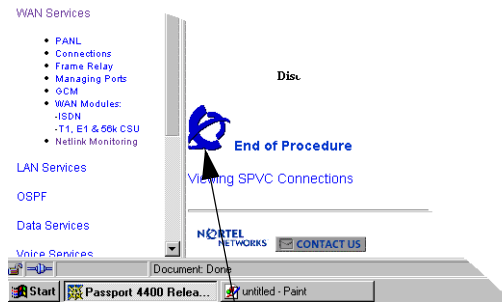 WAN Services
PANL
Connections
Frame Relay
Managing Ports
GCM
WAN Modules:
-ISDN
-T1, E1 & 56k CSU
Netlink Monitoring
LAN Services
OSPF
Data Services
Voice Services
End of Procedure
Viewing SPVC Connections
NORTEL
NETWORKS
CONTACT US
Document: Done
Start
Passport 4400 Relea...
untitled - Paint